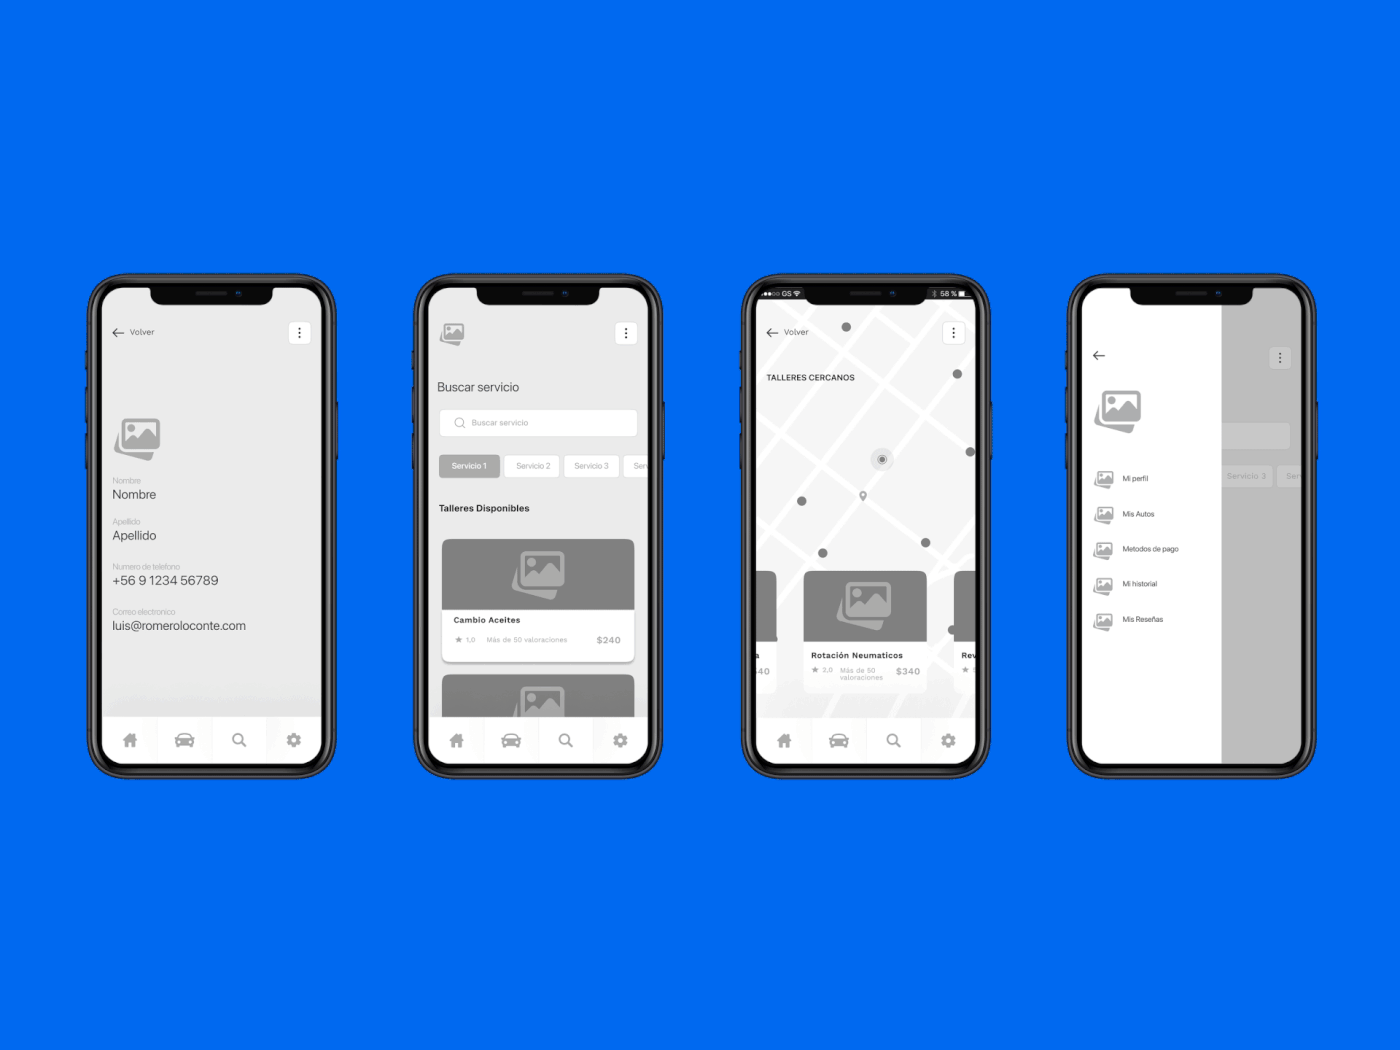 Volver
Nombre
Nombre
Apellido
Apellido
Numero de telefono
+56 9 1234 56789
Correo electronico
luis@romeroloconte.com
Buscar servicio
Buscar servicio
Servicio 1
Servicio 2
Servicio 3
Serv
Talleres Disponibles
Cambio Aceites
1,0
Más de 50 valoraciones
$240
GS
58 %
Volver
TALLERES CERCANOS
a
40
Rotación Neumaticos
2.0
Más de 50
valoraciones
$340
Rev
Mi perfil
Mis Autos
Metodos de pago
Mi historial
Mis Reseñas
Servicio 3
Serv